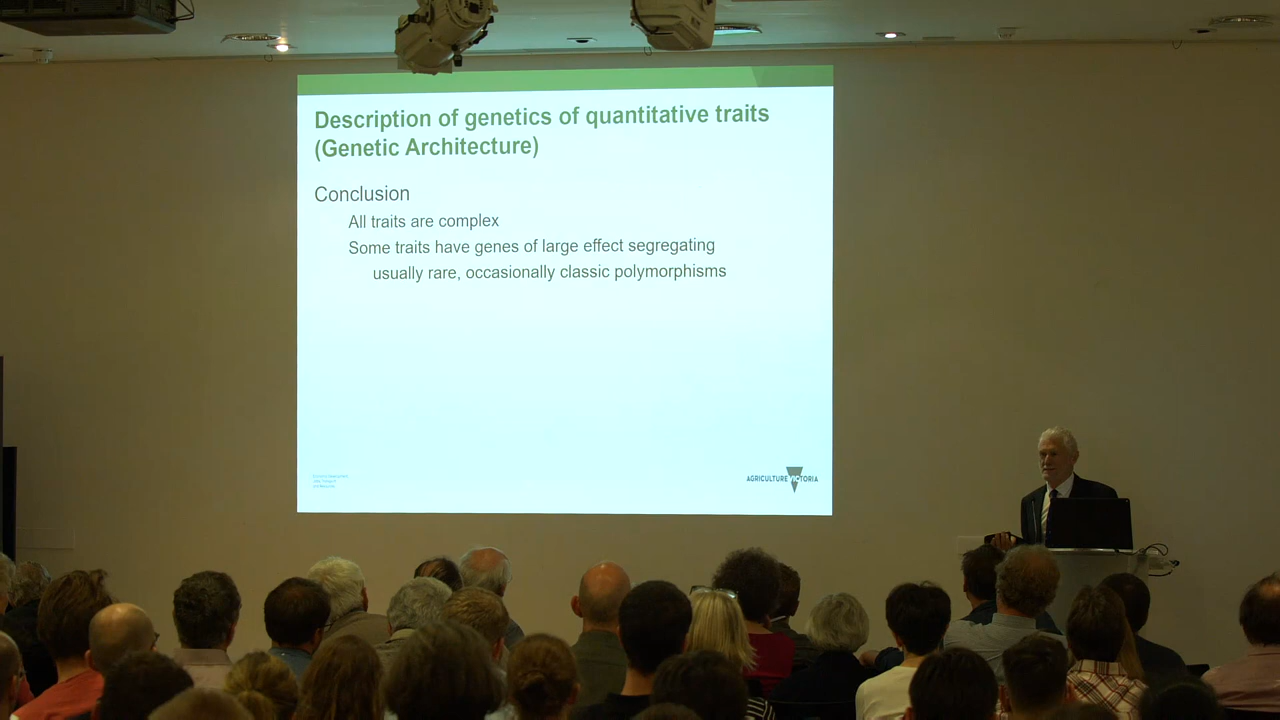 Description of genetics of quantitative traits
(Genetic Architecture)
Conclusion
All traits are complex
Some traits have genes of large effect segregating
usually rare, occasionally classic polymorphisms
AGRICULTURE VICTORIA